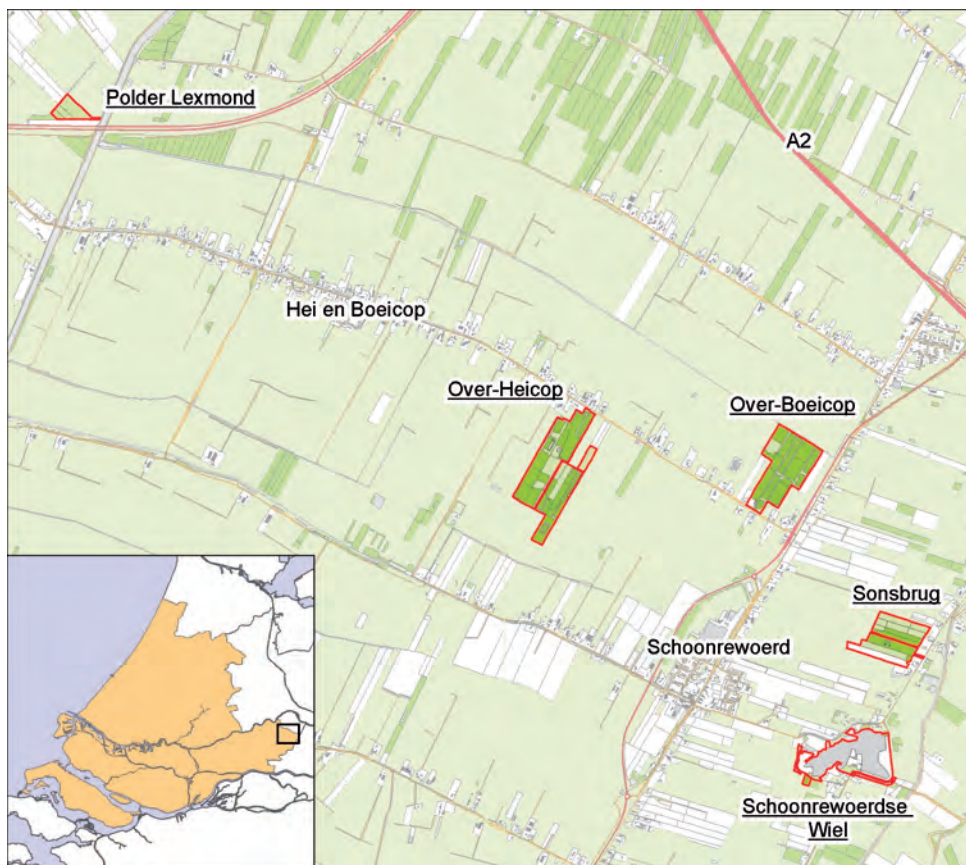 Polder Lexmond
A2
Hei en Boeicop
Over-Heicop
Over-Boeicop
Sonsbrug
Schoonrewoerd
Schoonrewoerdse
Wiel